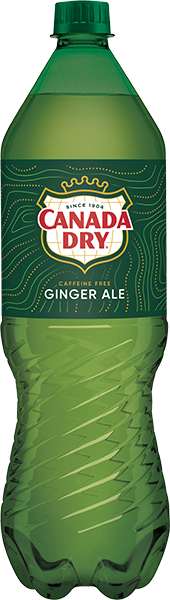 SINCE 1904
CANADA
DRY
CAFFEINE FREE
GINGER ALE